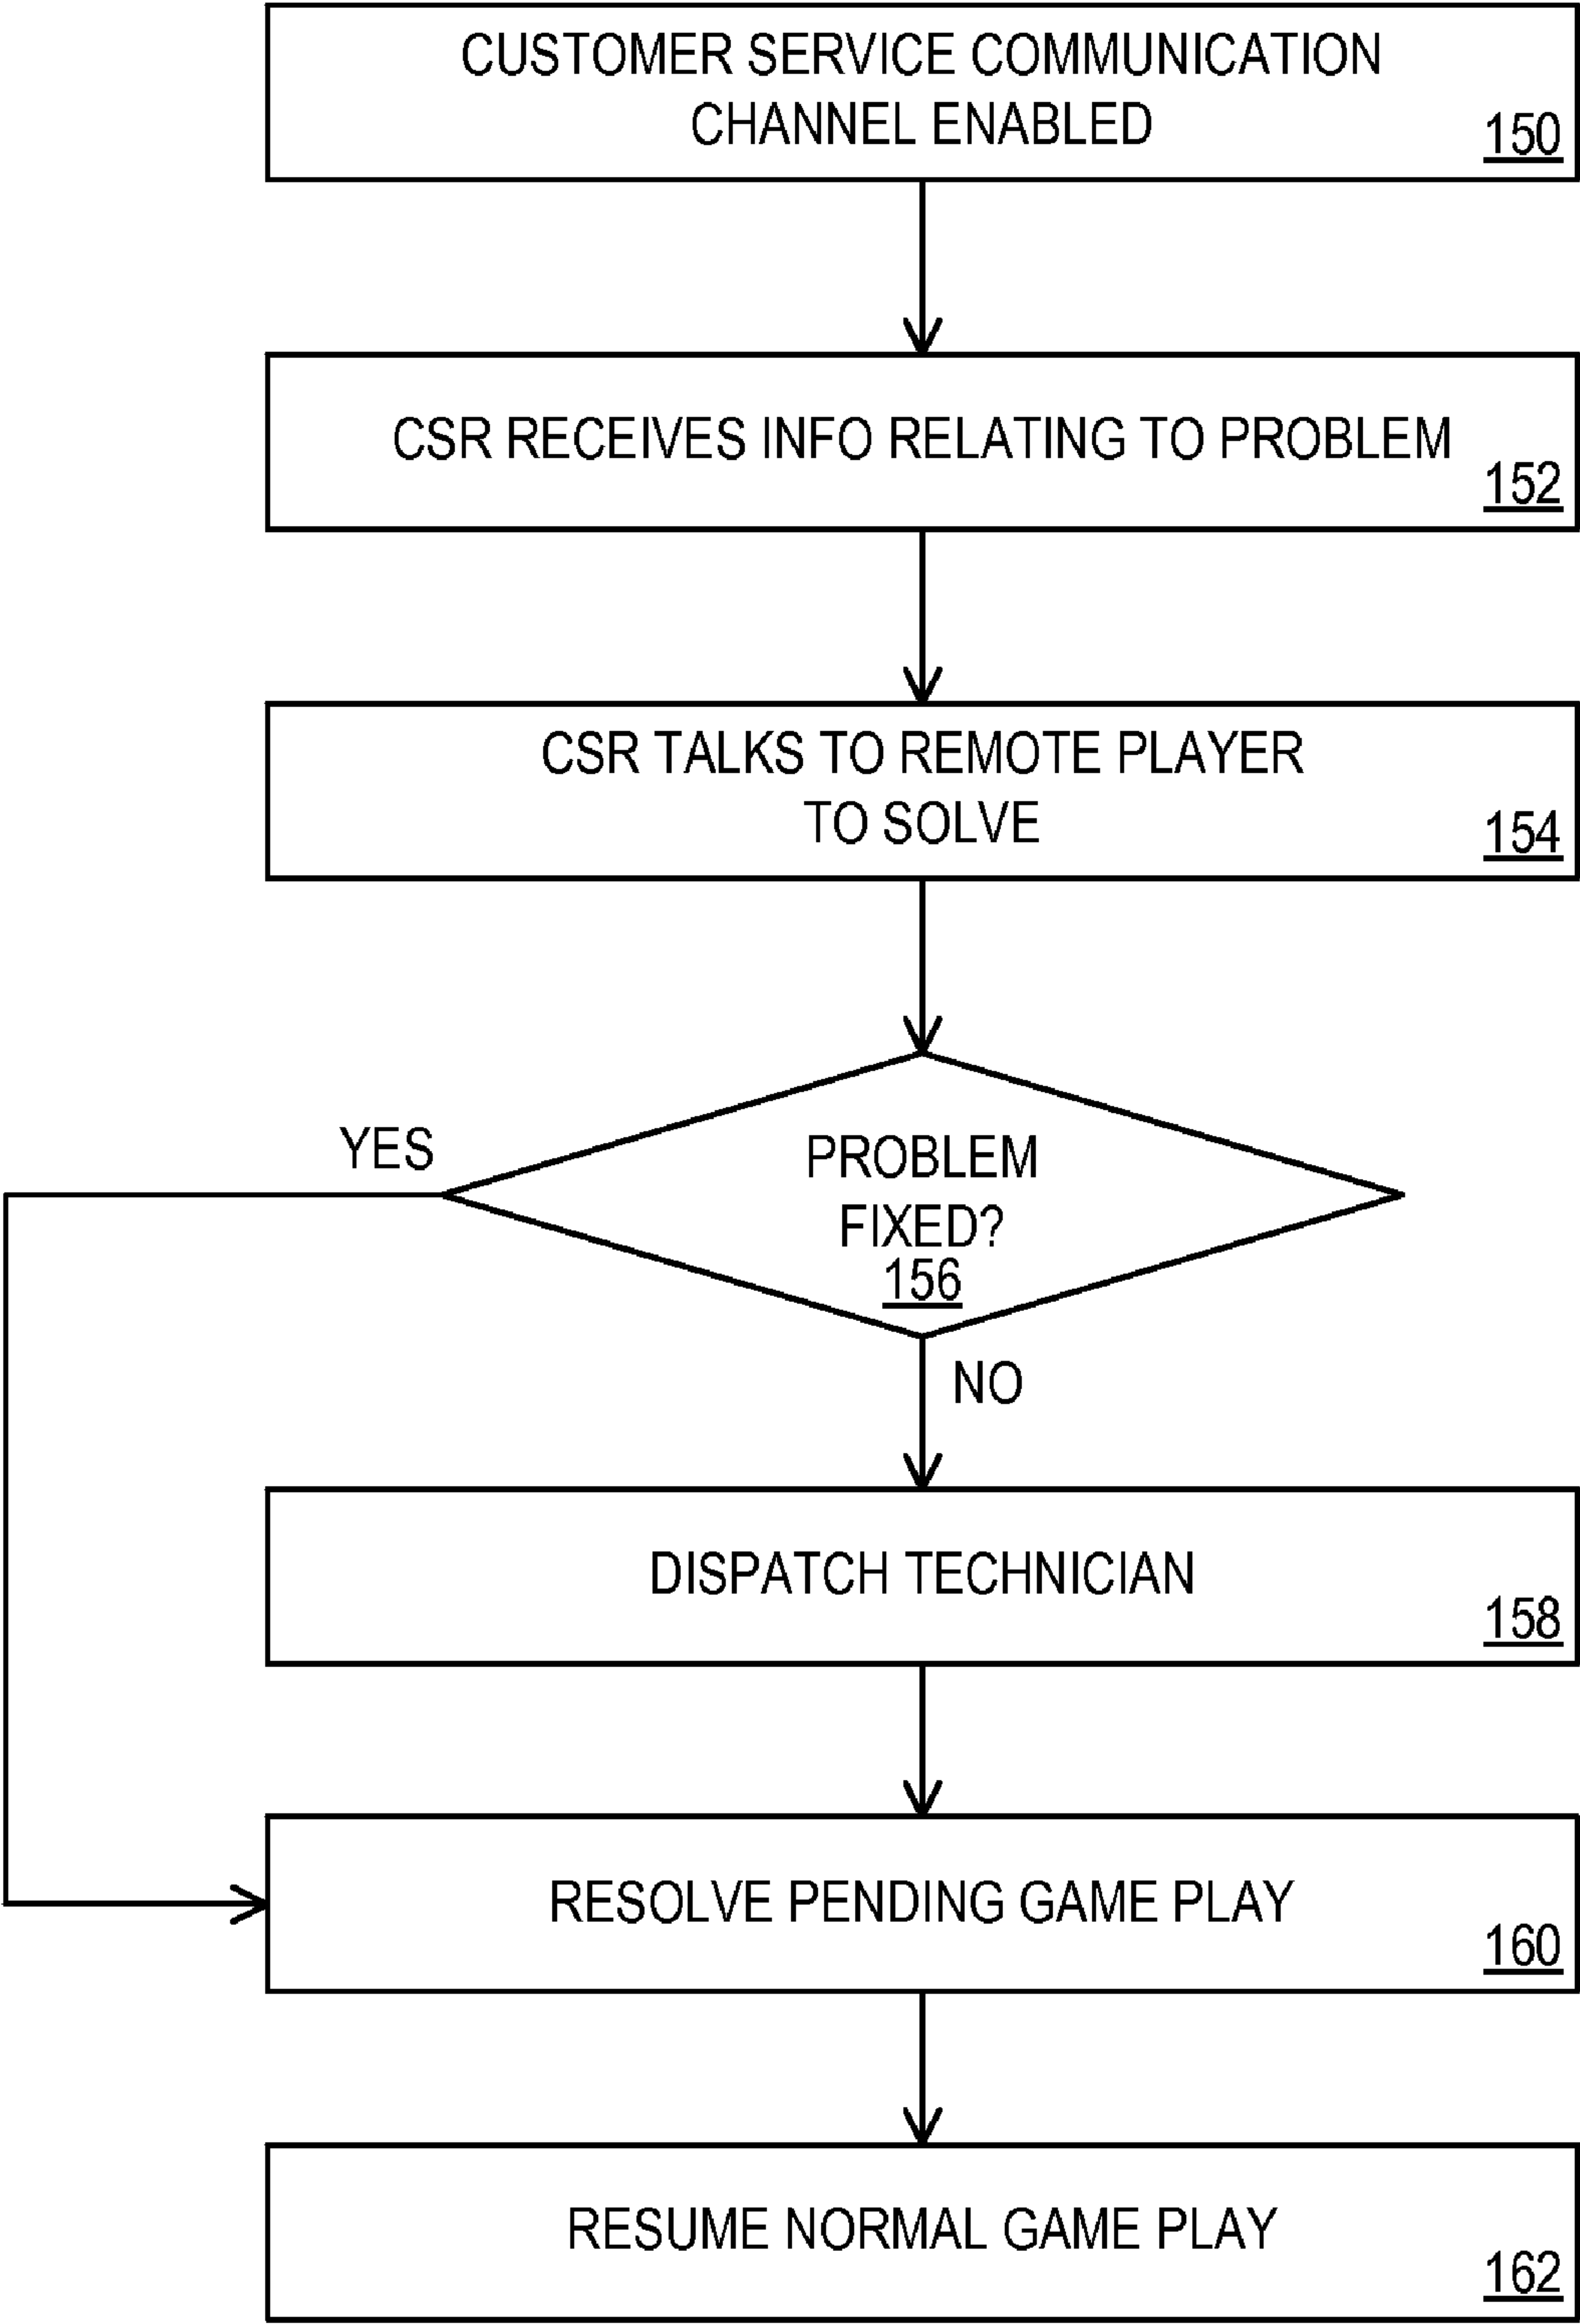 CUSTOMER SERVICE COMMUNICATION
CHANNEL ENABLED
150
CSR RECEIVES INFO RELATING TO PROBLEM
152
CSR TALKS TO REMOTE PLAYER
TO SOLVE
154
YES
PROBLEM
FIXED?
156
NO
DISPATCH TECHNICIAN
158
RESOLVE PENDING GAME PLAY
160
RESUME NORMAL GAME PLAY
162